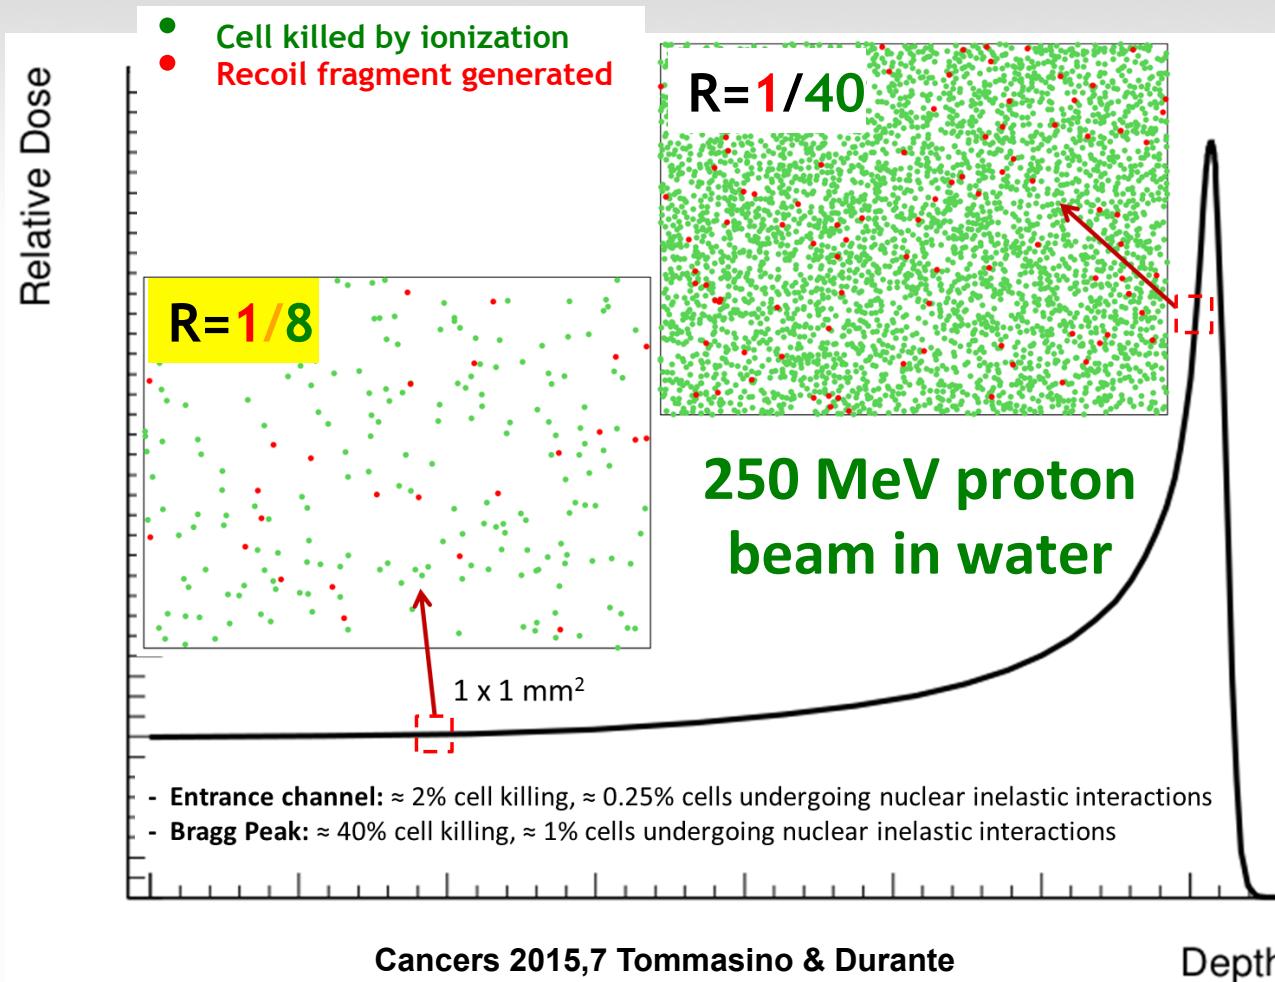 Cell killed by ionization
Recoil fragment generated
Relative Dose
R=1/40
R=1/8
250 MeV proton
beam in water
1 x 1 mm²
- Entrance channel: ≈ 2% cell killing, ≈ 0.25% cells undergoing nuclear inelastic interactions
- Bragg Peak: ≈ 40% cell killing, ≈ 1% cells undergoing nuclear inelastic interactions
Cancers 2015,7 Tommasino & Durante
Depth